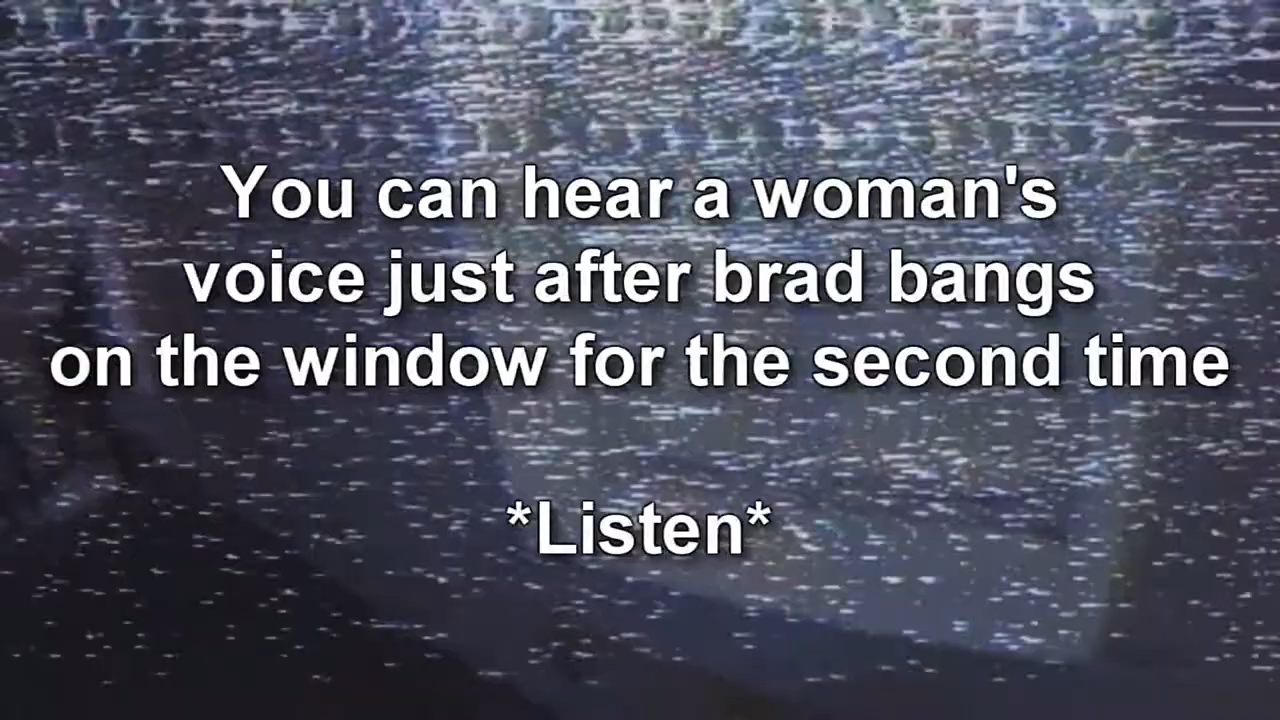 You can hear a woman's
voice just after brad bangs
on the window for the second time
*Listen*